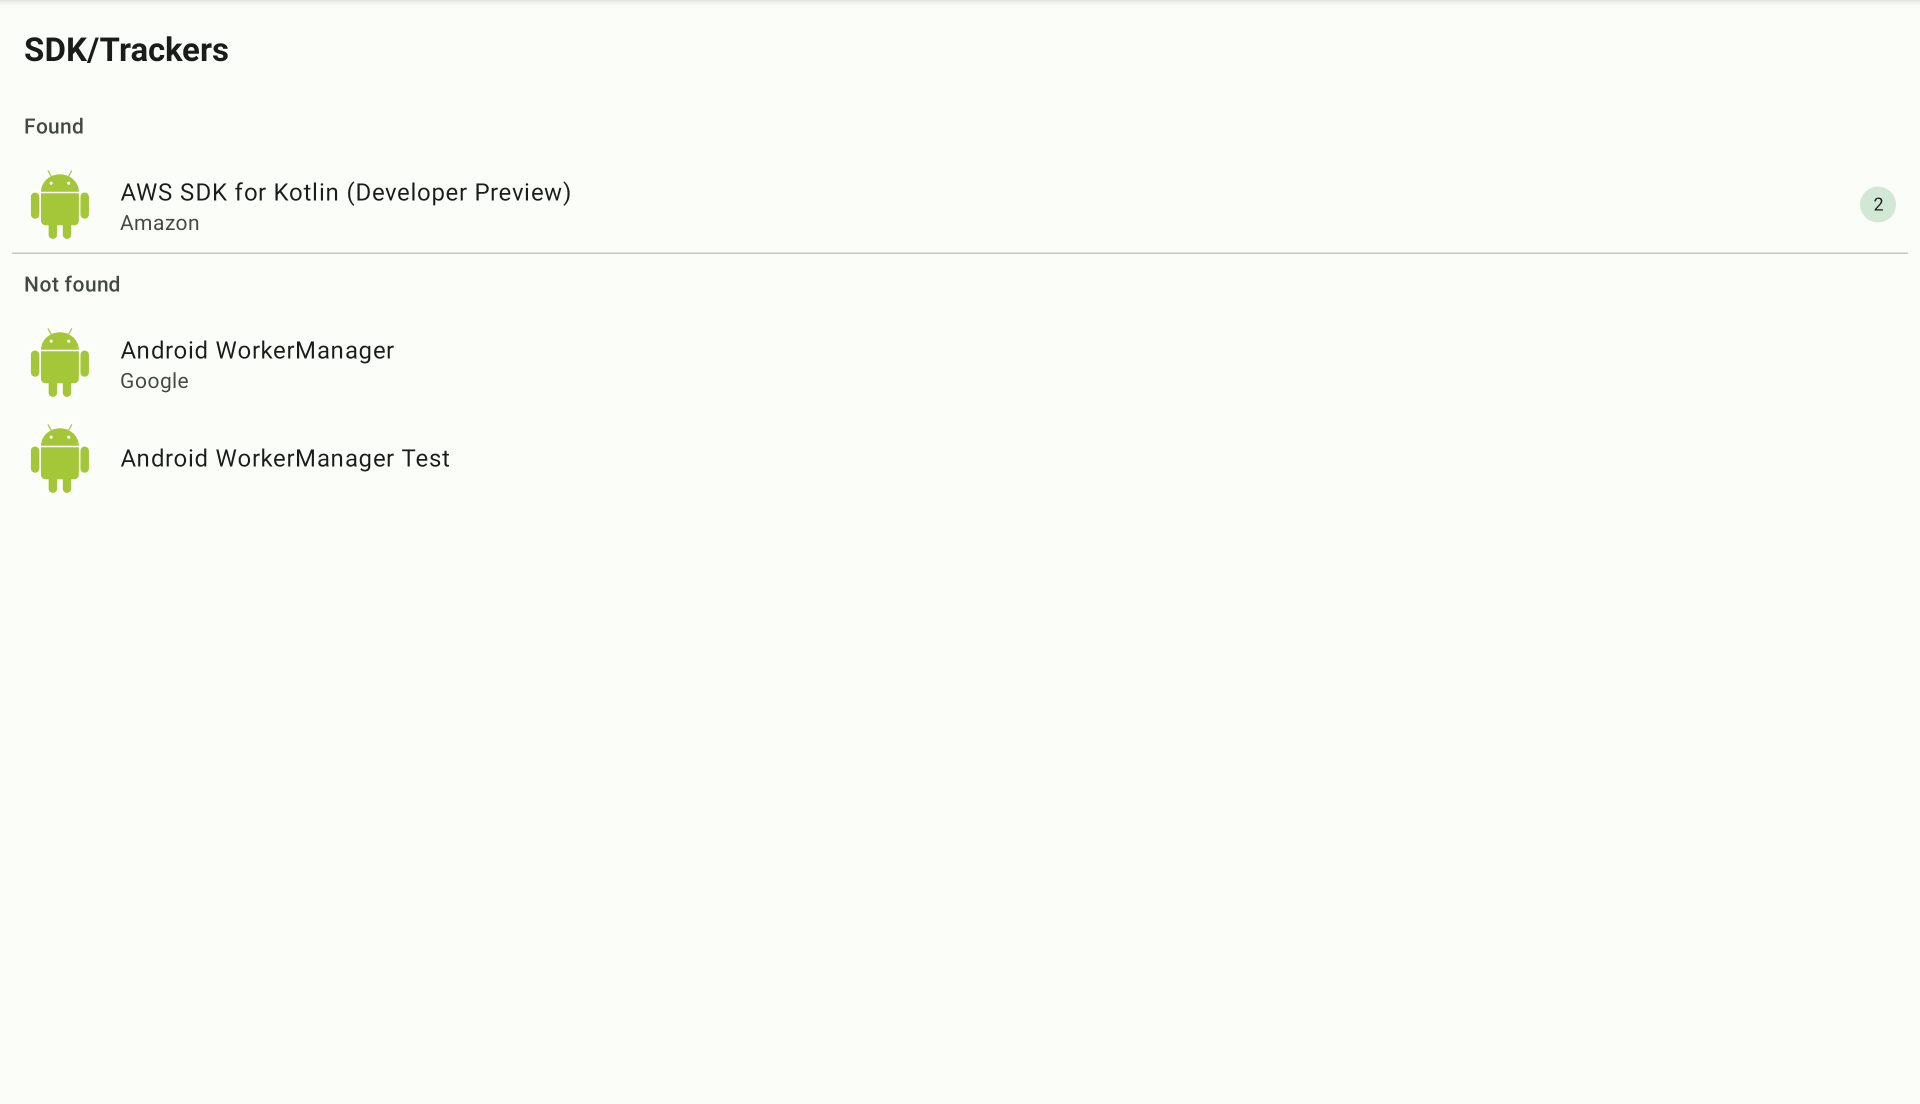 SDK/Trackers
Found
AWS SDK for Kotlin (Developer Preview)
Amazon
2
Not found
Android WorkerManager
Google
Android WorkerManager Test